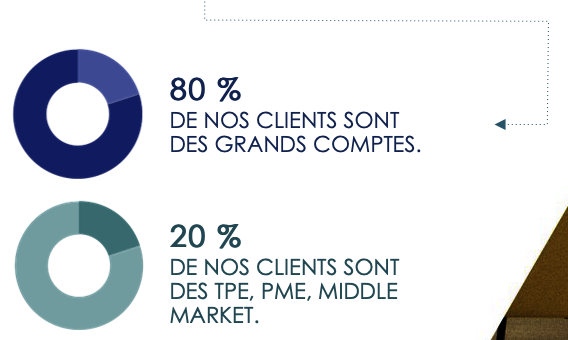 80 %
DE NOS CLIENTS SONT
DES GRANDS COMPTES.
20 %
DE NOS CLIENTS SONT
DES TPE, PME, MIDDLE
MARKET.